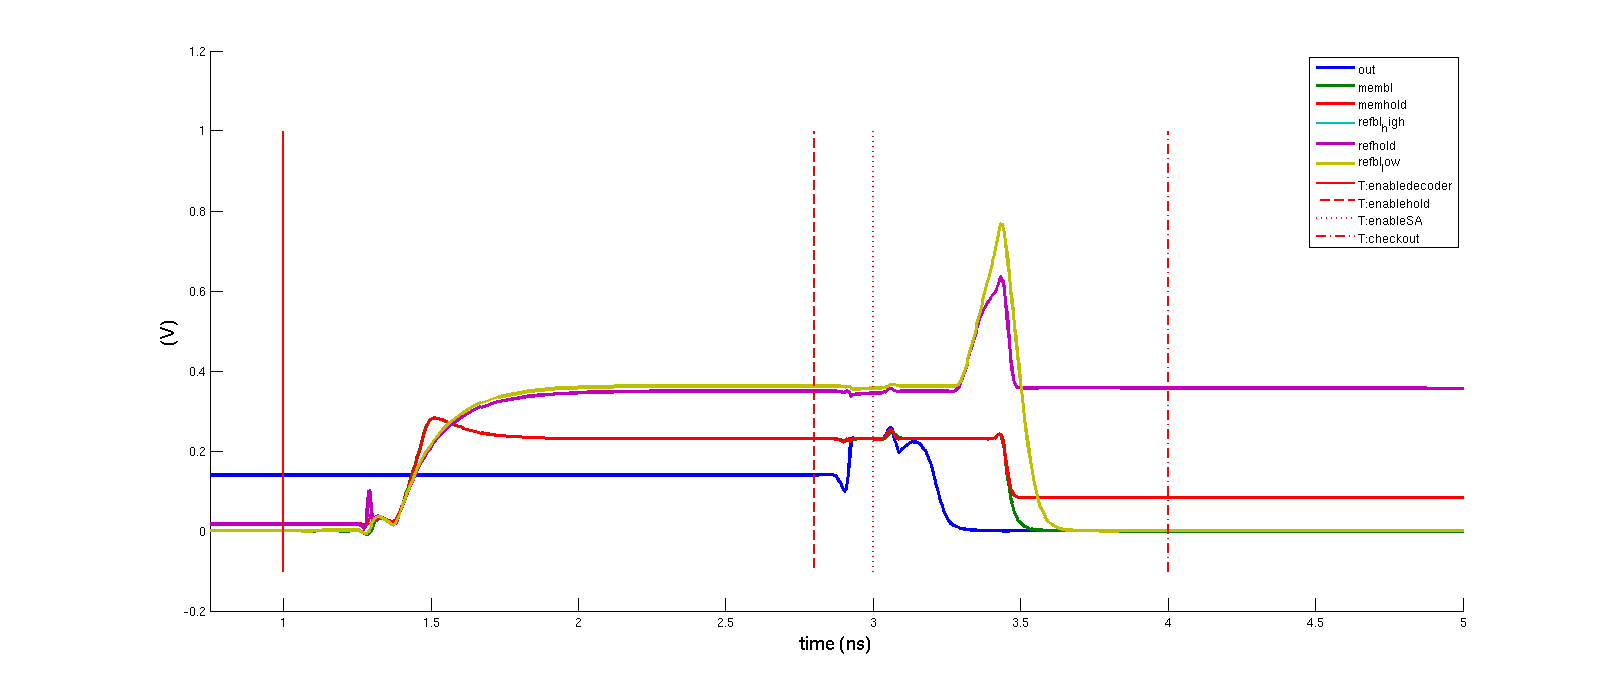 1.2
1
0.8
0.6
0.4
0.2
0
-0.2
(V)
1
1.5
2
2.5
3
3.5
4
4.5
5
time (ns)
out
membl
memhold
refbl_high
refhold
refbl_low
T:enabledecoder
T:enablehold
T:enableSA
T:checkout